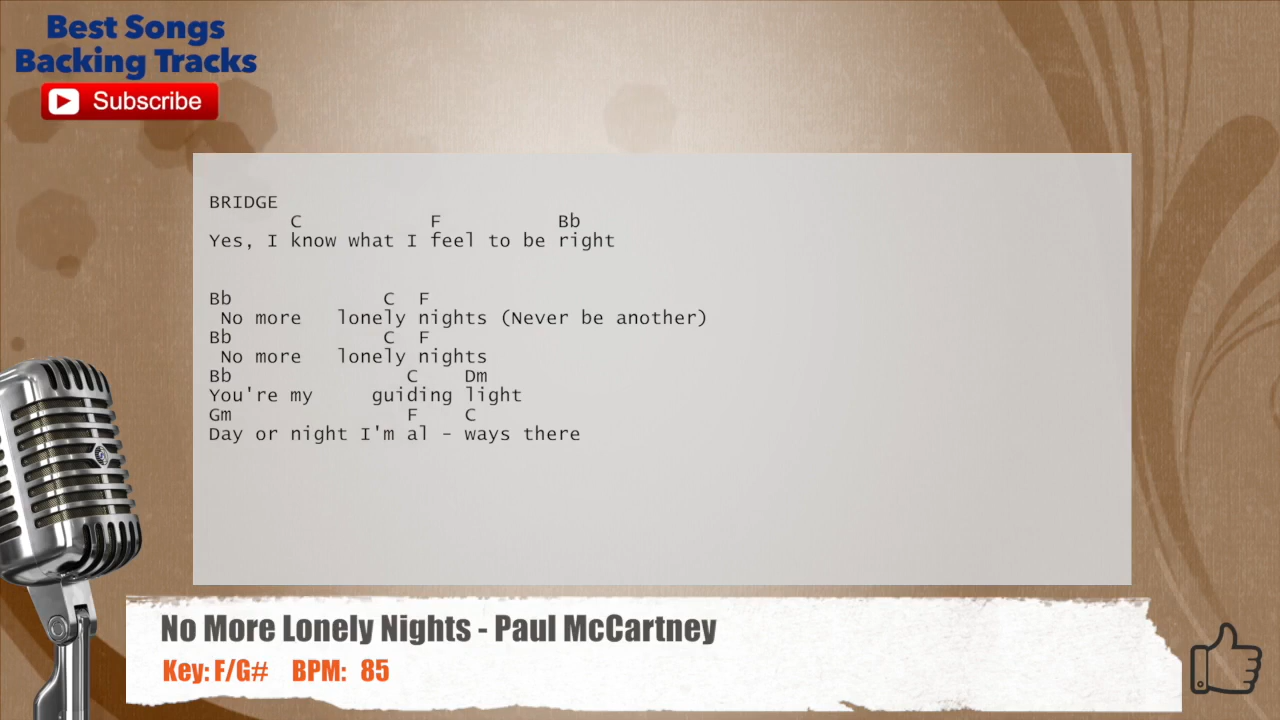 Best Songs
Backing Tracks
Subscribe
BRIDGE
       C           F          Bb
Yes, I know what I feel to be right
Bb             C  F
 No more   lonely nights (Never be another)
Bb             C  F
 No more   lonely nights
Bb               C    Dm
You're my     guiding light
Gm               F    C
Day or night I'm al - ways there
No More Lonely Nights - Paul McCartney
Key: F/G# BPM: 85